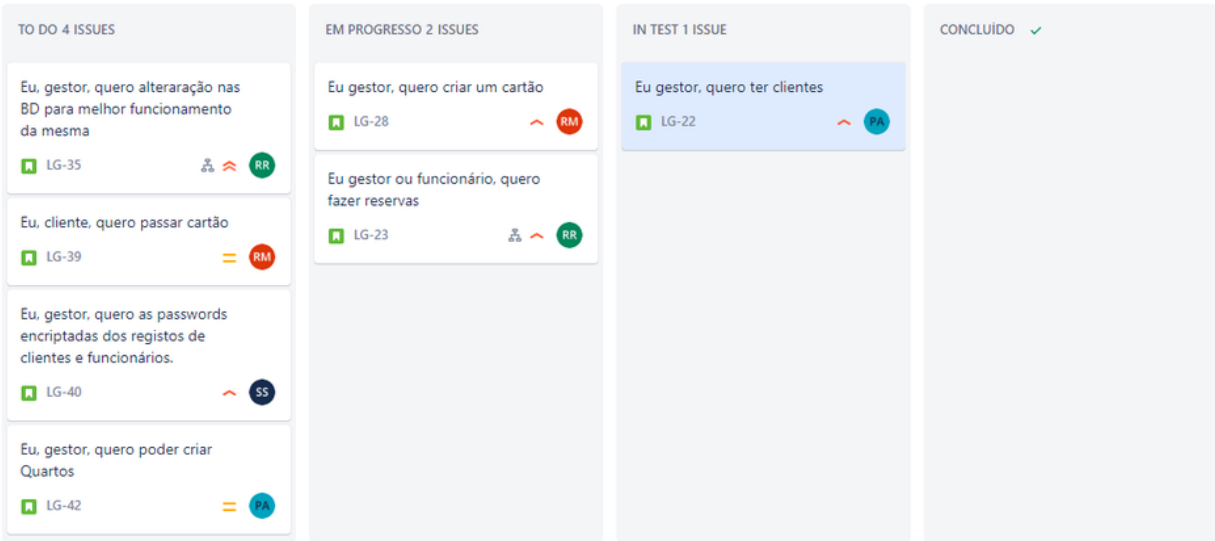 TO DO 4 ISSUES
Eu, gestor, quero alteraração nas
BD para melhor funcionamento
da mesma
LG-35
RR
Eu, cliente, quero passar cartão
LG-39
RM
Eu, gestor, quero as passwords
encriptadas dos registos de
clientes e funcionários.
LG-40
SS
Eu, gestor, quero poder criar
Quartos
LG-42
PA
EM PROGRESSO 2 ISSUES
Eu gestor, quero criar um cartão
LG-28
RM
Eu gestor ou funcionário, quero
fazer reservas
LG-23
RR
IN TEST 1 ISSUE
Eu gestor, quero ter clientes
LG-22
PA
CONCLUÍDO